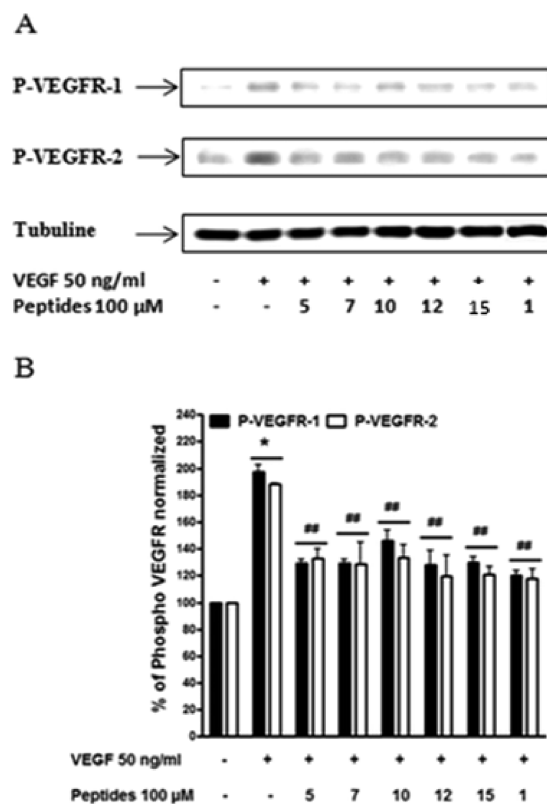 A
P-VEGFR-1
P-VEGFR-2
Tubuline
VEGF 50 ng/ml - + + + + + + +
Peptides 100 µM - - 5 7 10 12 15 1
B
P-VEGFR-1 P-VEGFR-2
% of Phospho VEGFR normalized
240
220
200
180
160
140
120
100
80
60
40
20
0
*
## ## ## ## ## ##
VEGF 50 ng/ml - + + + + + + +
Peptides 100 µM - - 5 7 10 12 15 1